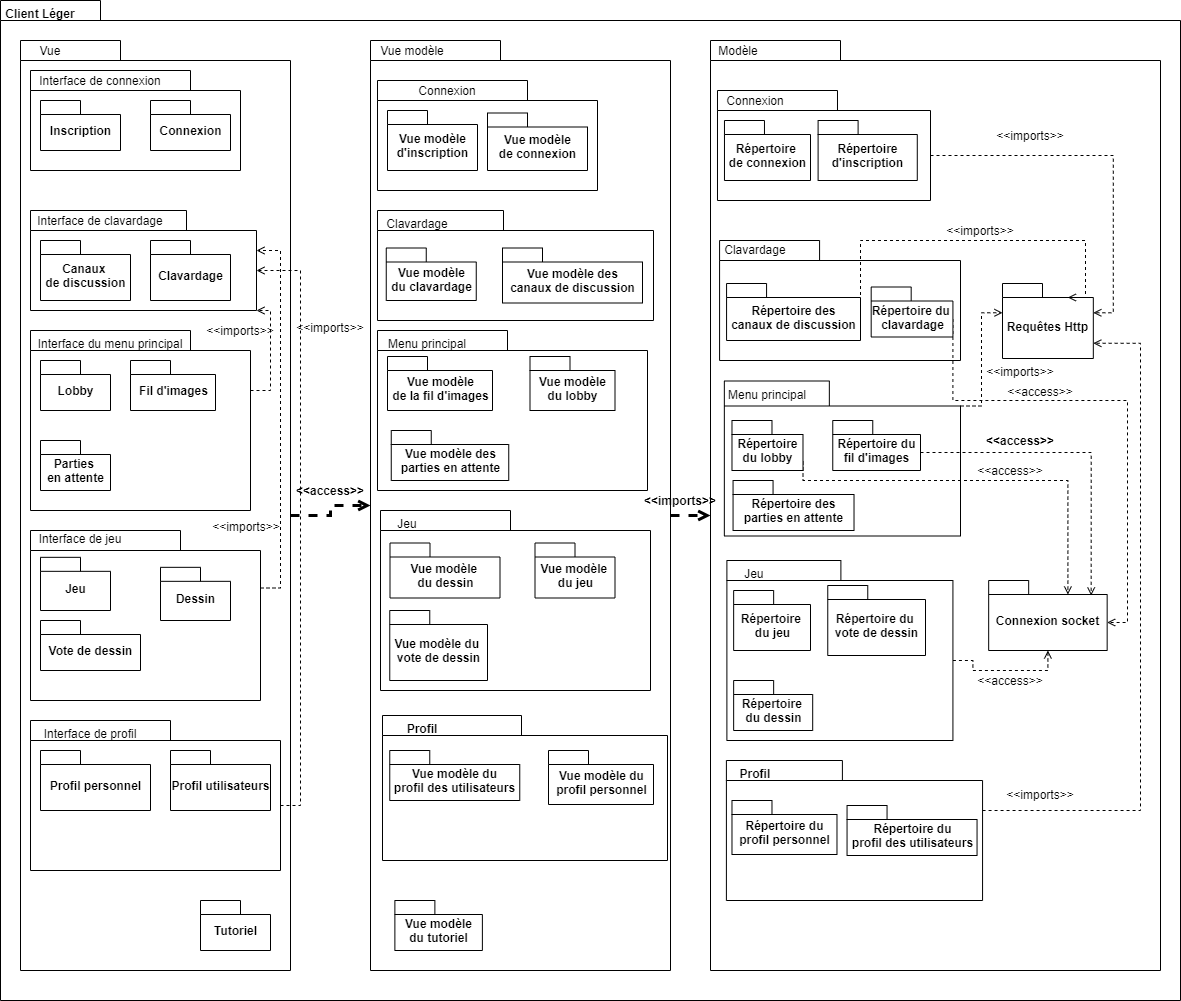 Client Léger
Vue
Interface de connexion
Inscription
Connexion
Interface de clavardage
Canaux
de discussion
Clavardage
<<imports>>
<<imports>>
Interface du menu principal
Lobby
Fil d'images
Parties
en attente
<<imports>>
Interface de jeu
Jeu
Dessin
Vote de dessin
Interface de profil
Profil personnel
Profil utilisateurs
Tutoriel
<<access>>
Vue modèle
Connexion
Vue modèle
d'inscription
Vue modèle
de connexion
Clavardage
Vue modèle
du clavardage
Vue modèle des
canaux de discussion
Menu principal
Vue modèle
de la fil d'images
Vue modèle
du lobby
Vue modèle des
parties en attente
Jeu
Vue modèle
du dessin
Vue modèle
du jeu
Vue modèle du
vote de dessin
Profil
Vue modèle du
profil des utilisateurs
Vue modèle du
profil personnel
Vue modèle
du tutoriel
<<imports>>
Modèle
Connexion
Répertoire
de connexion
Répertoire
d'inscription
<<imports>>
Clavardage
<<imports>>
Répertoire des
canaux de discussion
Répertoire du
clavardage
Requêtes Http
<<imports>>
<<access>>
Menu principal
Répertoire
du lobby
Répertoire du
fil d'images
<<access>>
<<access>>
Répertoire des
parties en attente
Jeu
Répertoire
du jeu
Répertoire du
vote de dessin
Connexion socket
<<access>>
Répertoire
du dessin
Profil
<<imports>>
Répertoire du
profil personnel
Répertoire du
profil des utilisateurs